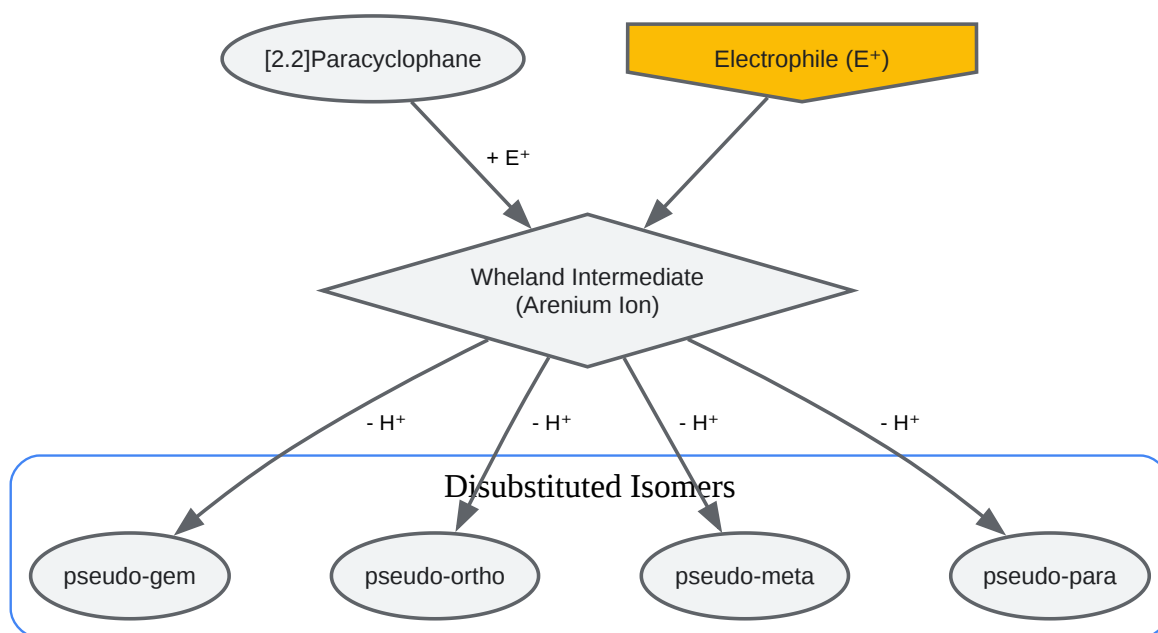 [2.2]Paracyclophane
Electrophile (E⁺)
+ E⁺
Wheland Intermediate
(Arenium Ion)
- H⁺
- H⁺
- H⁺
- H⁺
Disubstituted Isomers
pseudo-gem
pseudo-ortho
pseudo-meta
pseudo-para